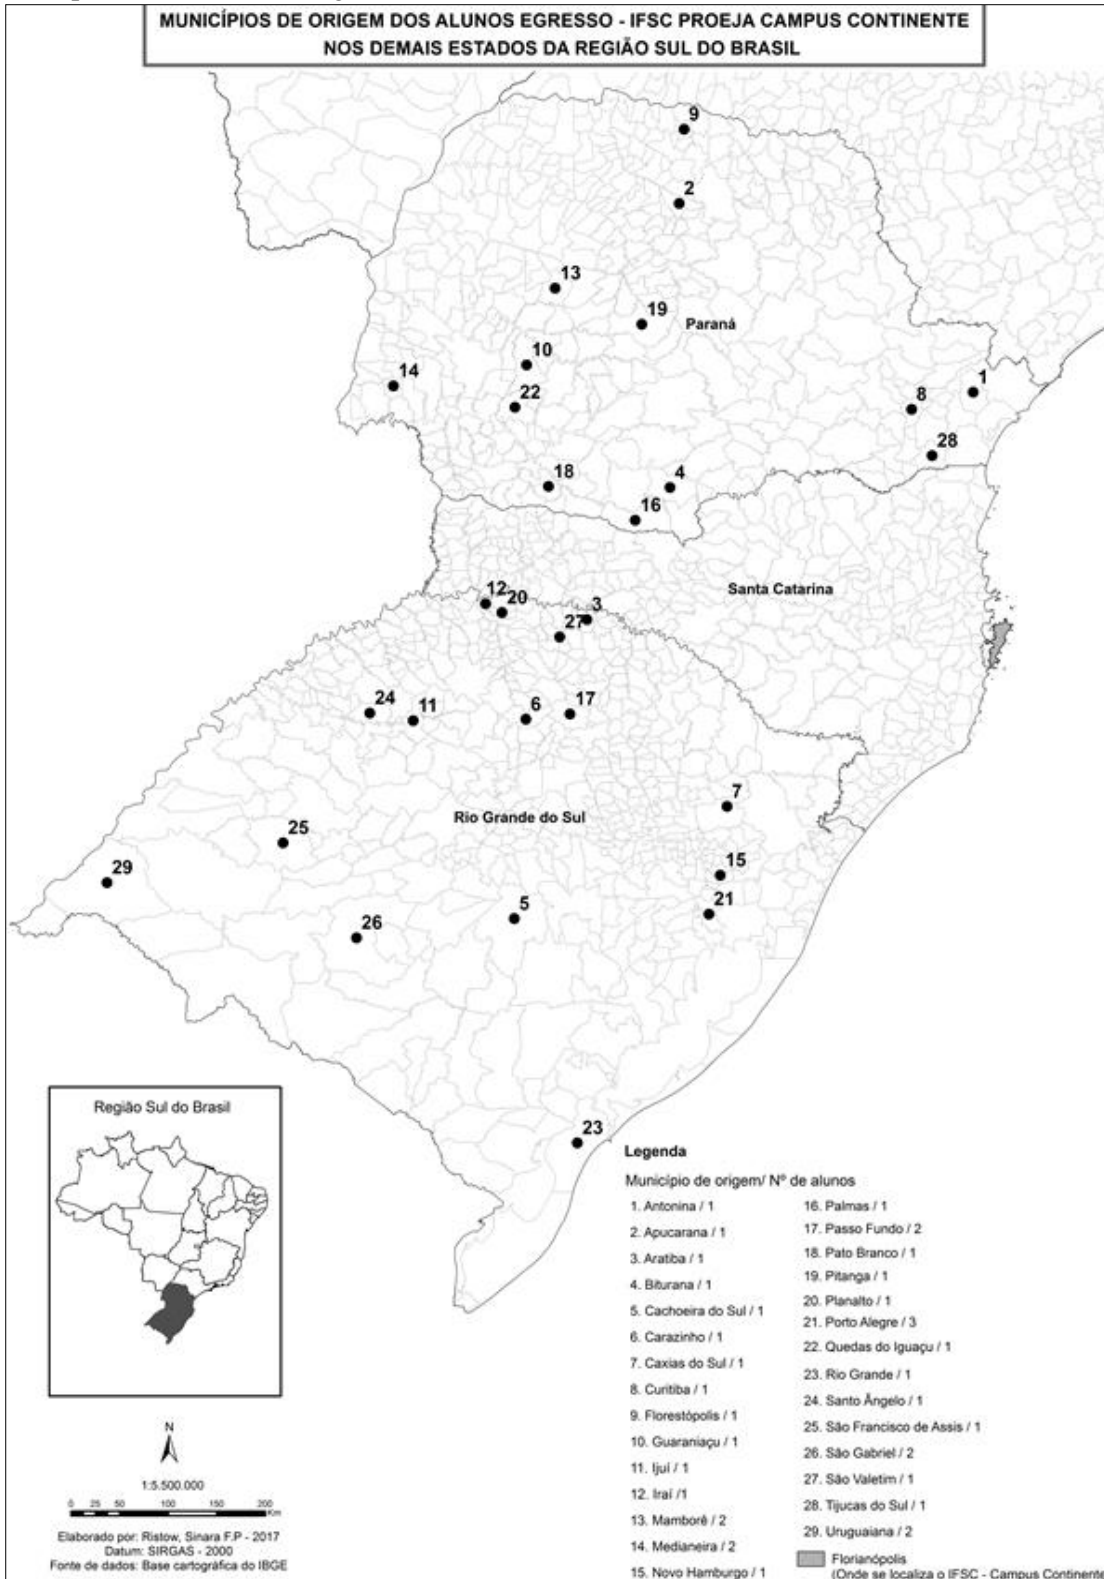 MUNICÍPIOS DE ORIGEM DOS ALUNOS EGRESSO - IFSC PROEJA CAMPUS CONTINENTE
NOS DEMAIS ESTADOS DA REGIÃO SUL DO BRASIL
9
2
13
19
Paraná
10
14
1
22
8
28
18
4
16
Santa Catarina
12
20
3
27
24
11
6
17
7
Rio Grande do Sul
25
15
29
21
5
26
23
Região Sul do Brasil
N
1:5.500.000
0 25 50 100 150 200
Km
Elaborado por: Ristow, Sinara F.P - 2017
Datum: SIRGAS - 2000
Fonte de dados: Base cartográfica do IBGE
Legenda
Município de origem/ Nº de alunos
1. Antonina / 1
2. Apucarana / 1
3. Aratiba / 1
4. Biturana / 1
5. Cachoeira do Sul / 1
6. Carazinho / 1
7. Caxias do Sul / 1
8. Curitiba / 1
9. Florestópolis / 1
10. Guaraniaçu / 1
11. Ijuí / 1
12. Iraí /1
13. Mamborê / 2
14. Medianeira / 2
15. Novo Hamburgo / 1
16. Palmas / 1
17. Passo Fundo / 2
18. Pato Branco / 1
19. Pitanga / 1
20. Planalto / 1
21. Porto Alegre / 3
22. Quedas do Iguaçu / 1
23. Rio Grande / 1
24. Santo Ângelo / 1
25. São Francisco de Assis / 1
26. São Gabriel / 2
27. São Valetim / 1
28. Tijucas do Sul / 1
29. Uruguaiana / 2
Florianópolis
(Onde se localiza o IFSC - Campus Continente